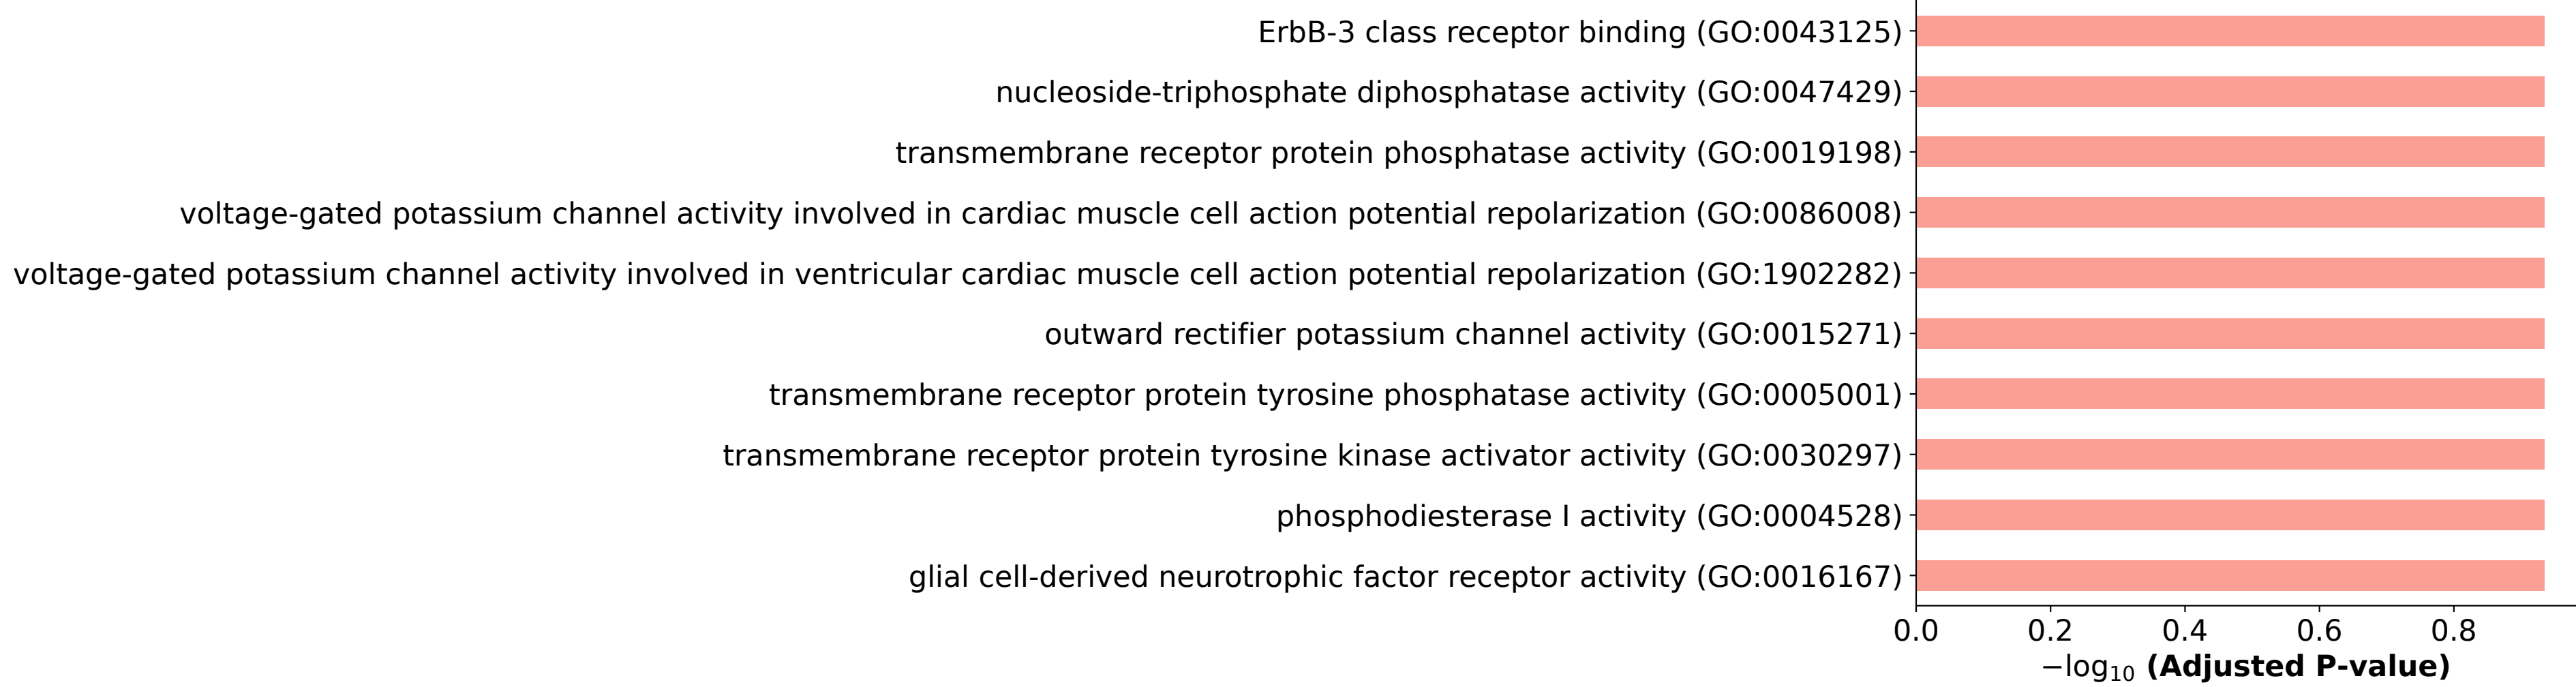 ErbB-3 class receptor binding (GO:0043125)
nucleoside-triphosphate diphosphatase activity (GO:0047429)
transmembrane receptor protein phosphatase activity (GO:0019198)
voltage-gated potassium channel activity involved in cardiac muscle cell action potential repolarization (GO:0086008)
voltage-gated potassium channel activity involved in ventricular cardiac muscle cell action potential repolarization (GO:1902282)
outward rectifier potassium channel activity (GO:0015271)
transmembrane receptor protein tyrosine phosphatase activity (GO:0005001)
transmembrane receptor protein tyrosine kinase activator activity (GO:0030297)
phosphodiesterase I activity (GO:0004528)
glial cell-derived neurotrophic factor receptor activity (GO:0016167)
0.0 0.2 0.4 0.6 0.8
−log₁₀ (Adjusted P-value)